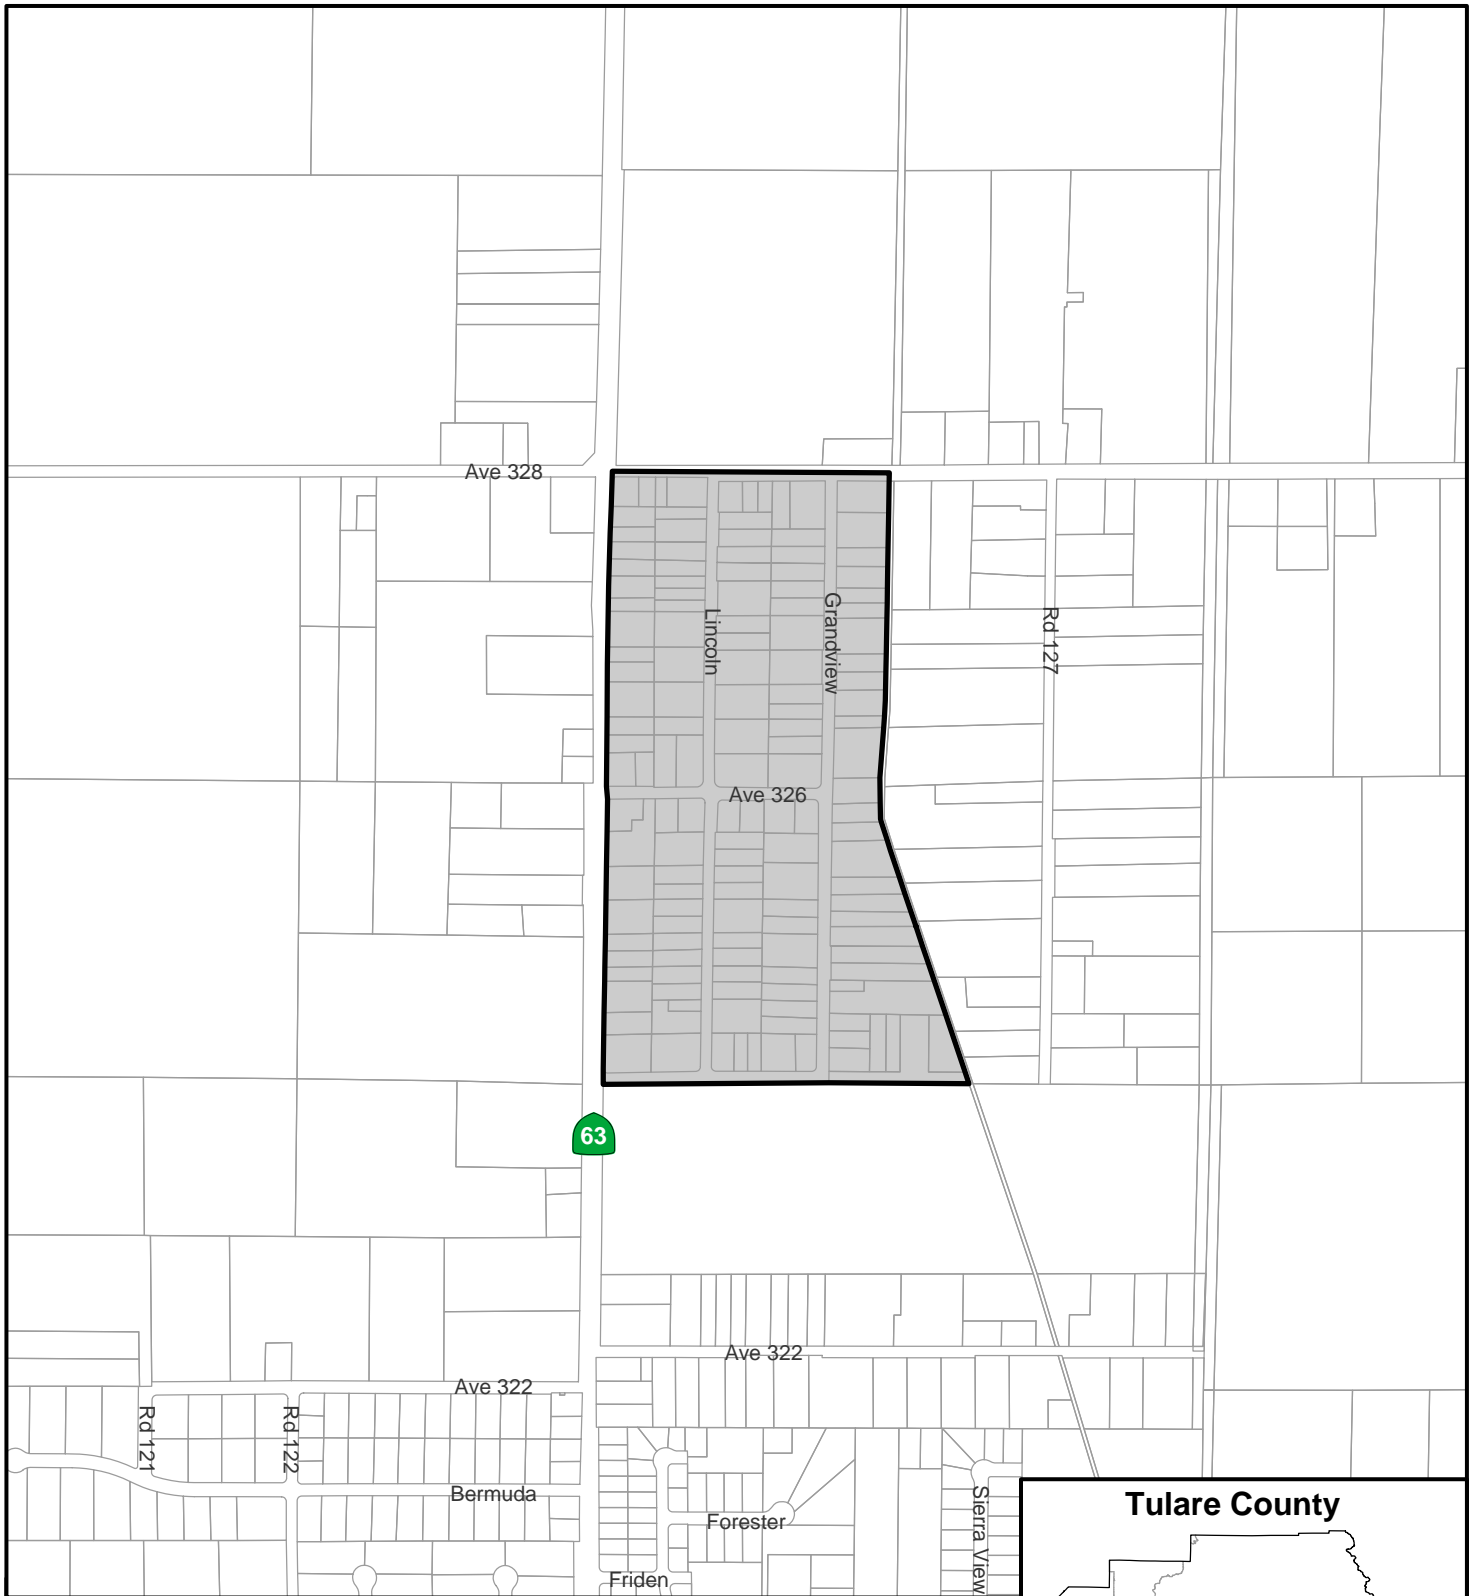 Ave 328
Lincoln
Grandview
Rd 127
Ave 326
63
Ave 322
Ave 322
Rd 121
Rd 122
Bermuda
Forester
Sierra View
Friden
Tulare County